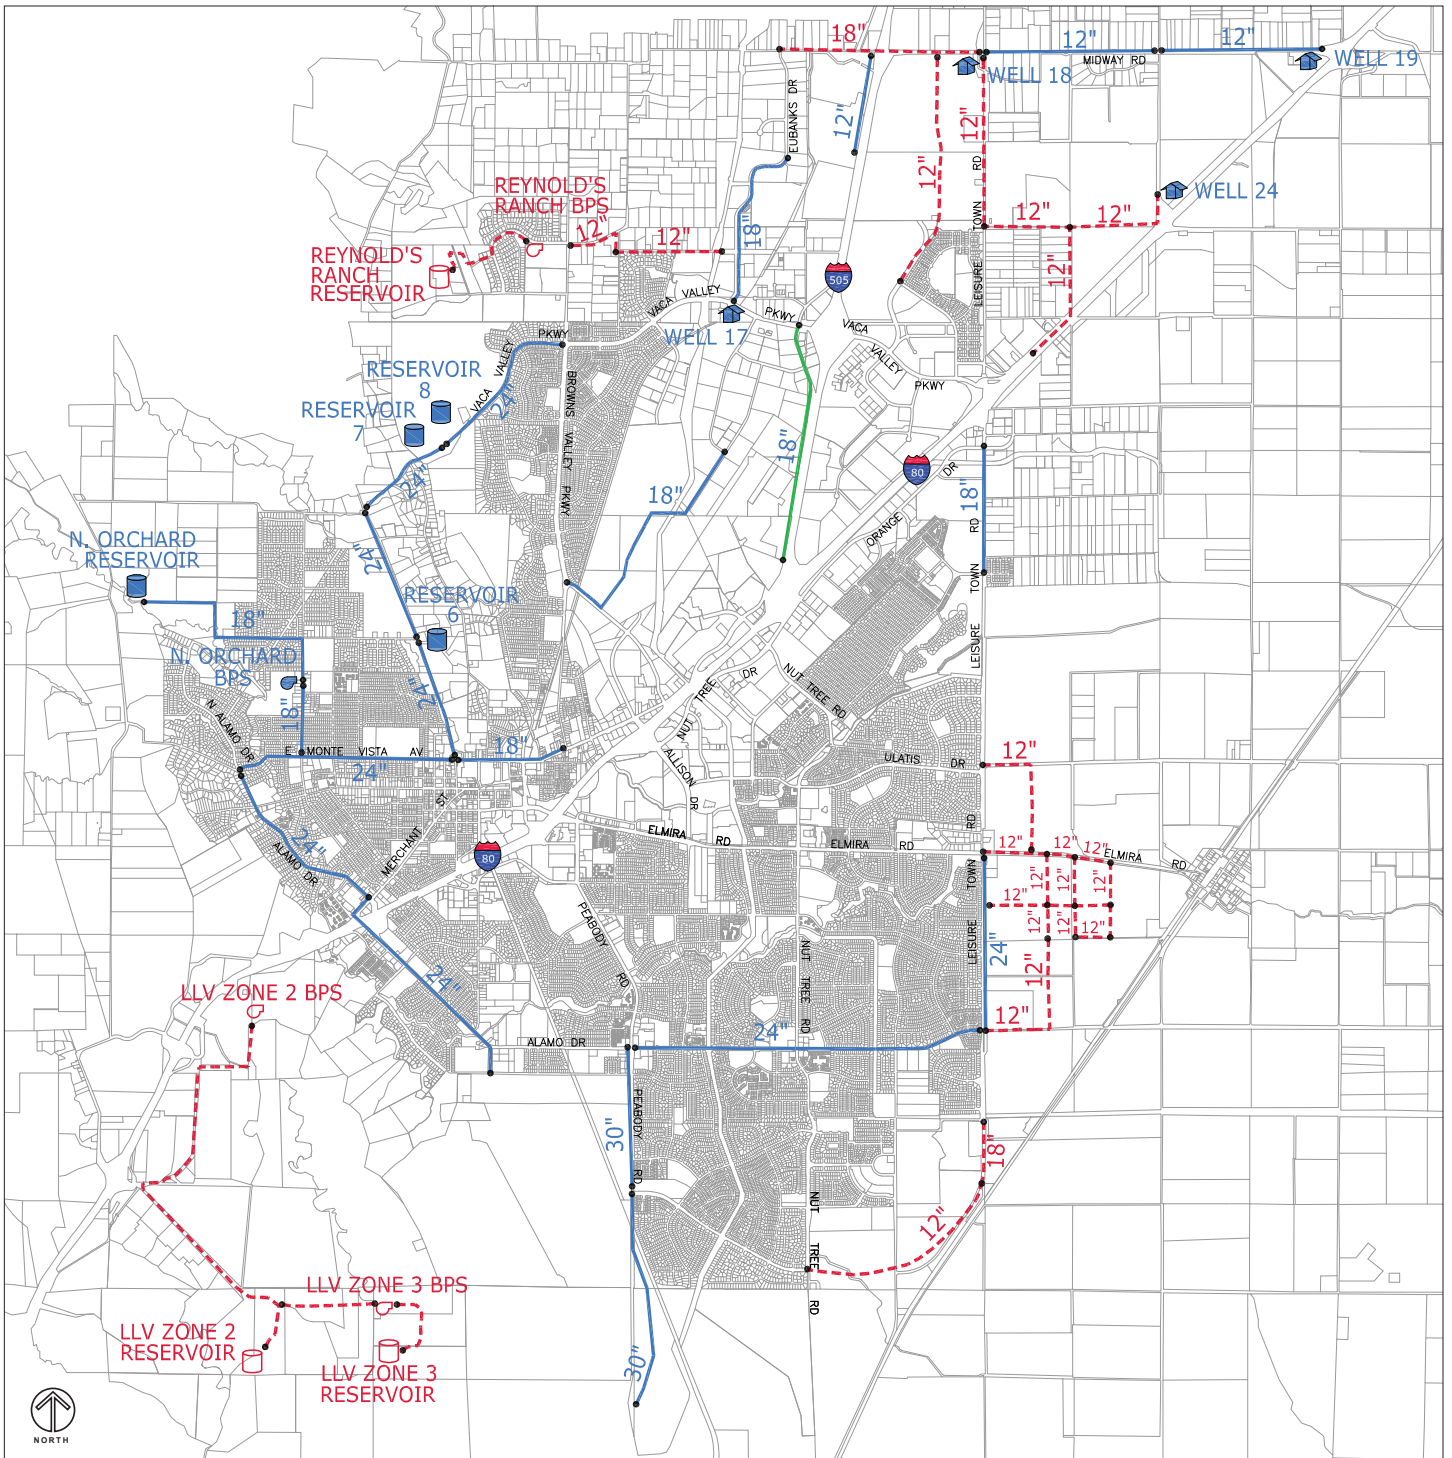 18"
12"
12"
MIDWAY RD
WELL 18
WELL 19
EUBANKS DR
12"
12"
12"
RD
TOWN
LEISURE
WELL 24
12"
12"
12"
REYNOLD'S
RANCH BPS
12"
12"
18"
REYNOLD'S
RANCH
RESERVOIR
505
VACA VALLEY
PKWY
VACA
VALLEY
PKWY
WELL 17
PKWY
VACA VALLEY
24"
RESERVOIR
8
RESERVOIR
7
BROWNS VALLEY PKWY
24"
18"
18"
80
ORANGE DR
18"
RD
TOWN
LEISURE
N. ORCHARD
RESERVOIR
24"
RESERVOIR
6
18"
N. ORCHARD
BPS
24"
18"
N ALAMO DR
E MONTE VISTA AV
24"
18"
NUT TREE DR
NUT TREE RD
ALLISON DR
ULATIS DR
12"
MERCHANT ST
24"
ALAMO DR
80
ELMIRA RD
ELMIRA RD
RD
TOWN
LEISURE
12"
12"
12"
ELMIRA RD
12"
12"
12"
12"
12"
12"
12"
24"
12"
12"
PEABODY RD
NUT TREE RD
24"
LLV ZONE 2 BPS
ALAMO DR
24"
30"
PEABODY RD
18"
NUT TREE RD
12"
LLV ZONE 3 BPS
LLV ZONE 2
RESERVOIR
LLV ZONE 3
RESERVOIR
30"
NORTH